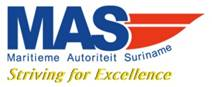 MAS
Maritieme Autoriteit Suriname
Striving for Excellence